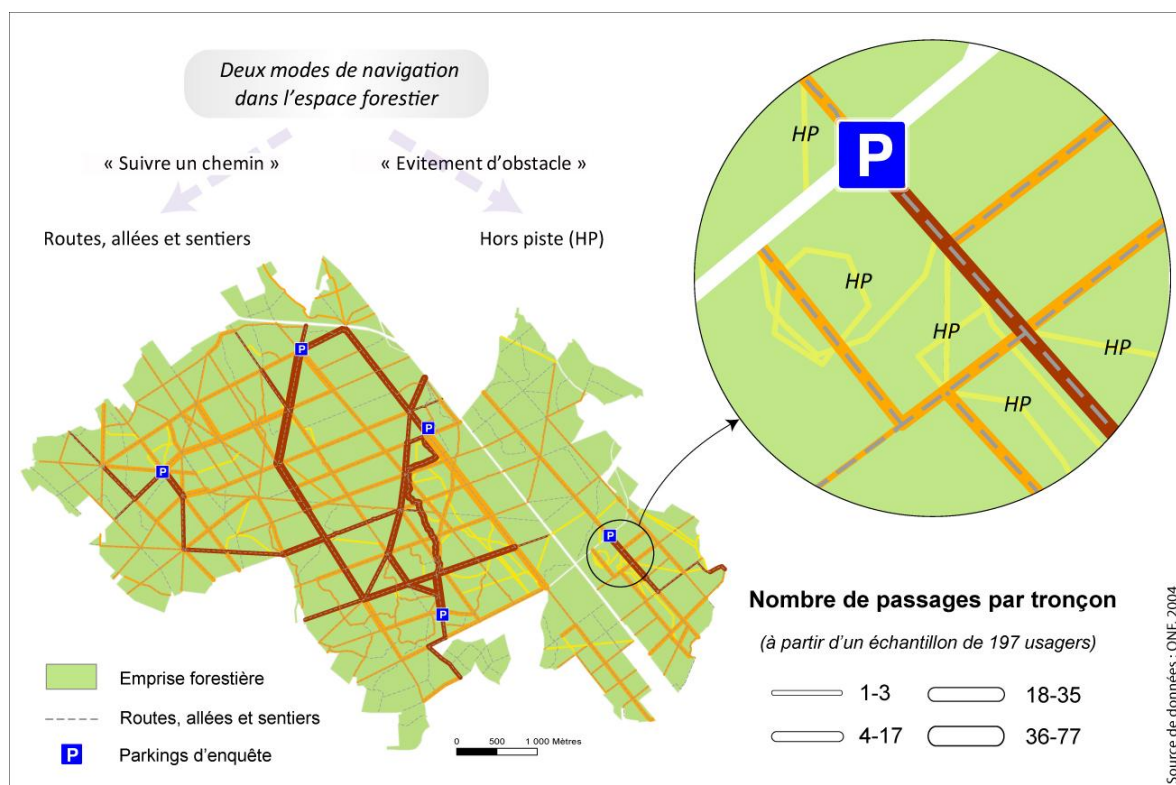 Deux modes de navigation
dans l'espace forestier
« Suivre un chemin »
« Evitement d'obstacle »
Routes, allées et sentiers
Hors piste (HP)
P
HP
HP
HP
HP
HP
P
P
P
P
P
Emprise forestière
Routes, allées et sentiers
P
Parkings d'enquête
0 500 1 000 Mètres
Nombre de passages par tronçon
(à partir d'un échantillon de 197 usagers)
1-3
18-35
4-17
36-77
Source de données : ONF, 2004